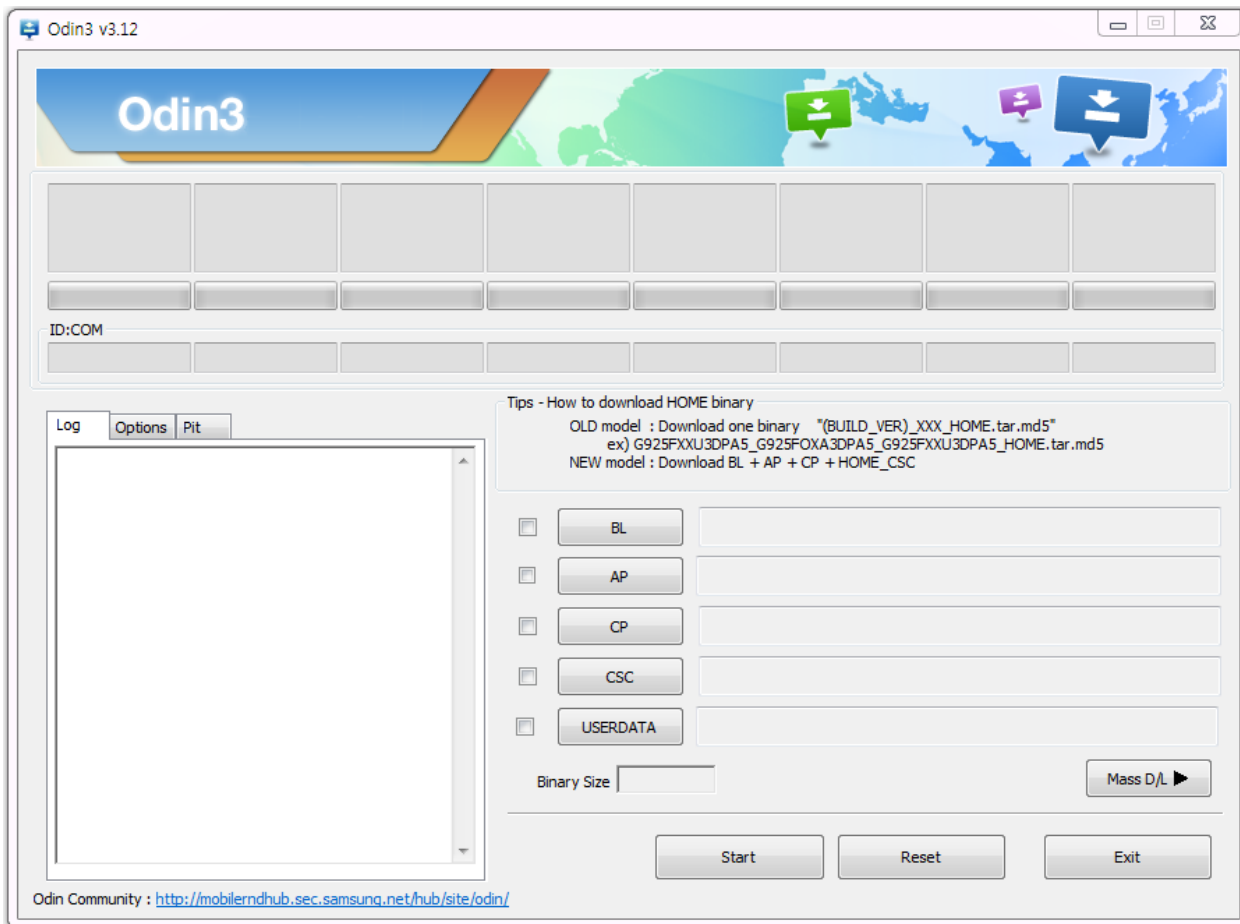 Odin3 v3.12
Odin3
ID:COM
Log
Options
Pit
Tips - How to download HOME binary
OLD model : Download one binary "(BUILD_VER)_XXX_HOME.tar.md5"
ex) G925FXXU3DPA5_G925FOXA3DPA5_G925FXXU3DPA5_HOME.tar.md5
NEW model : Download BL + AP + CP + HOME_CSC
BL
AP
CP
CSC
USERDATA
Binary Size
Mass D/L
Start
Reset
Exit
Odin Community : http://mobilerndhub.sec.samsung.net/hub/site/odin/